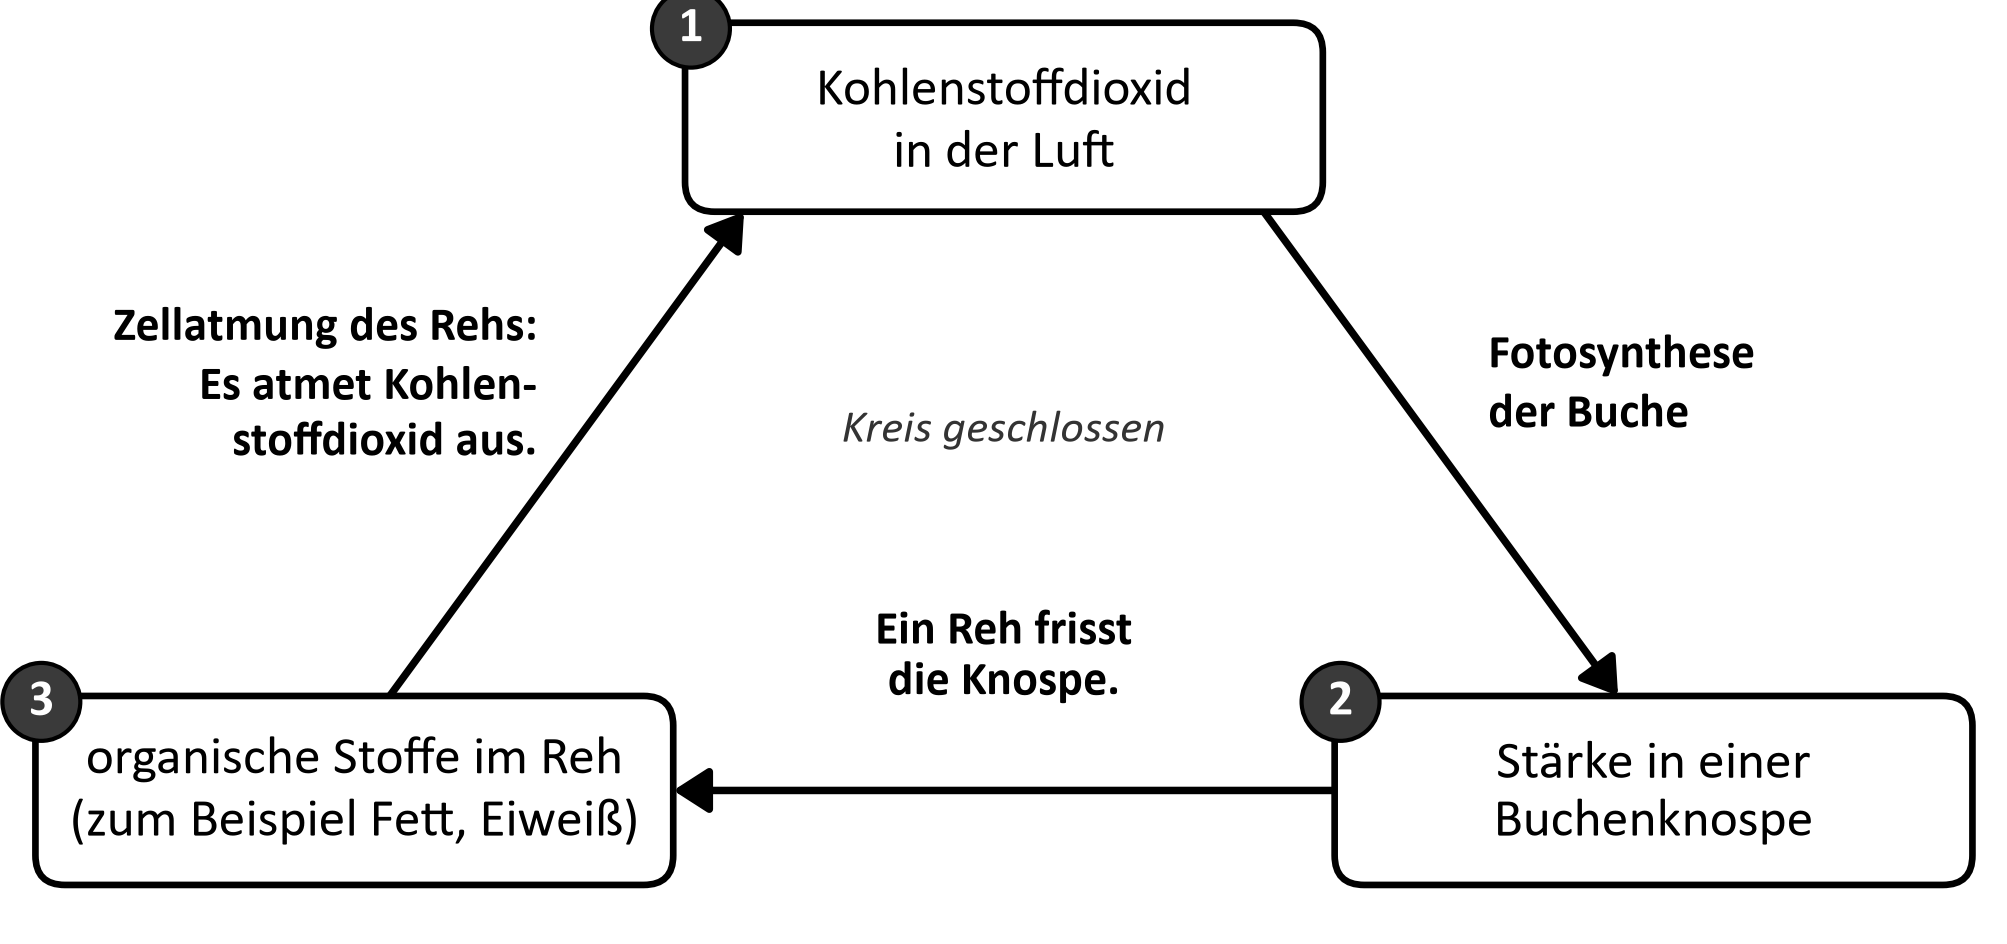 1
Kohlenstoffdioxid
in der Luft
Zellatmung des Rehs:
Es atmet Kohlen-
stoffdioxid aus.
Kreis geschlossen
Fotosynthese
der Buche
Ein Reh frisst
die Knospe.
3
organische Stoffe im Reh
(zum Beispiel Fett, Eiweiß)
2
Stärke in einer
Buchenknospe